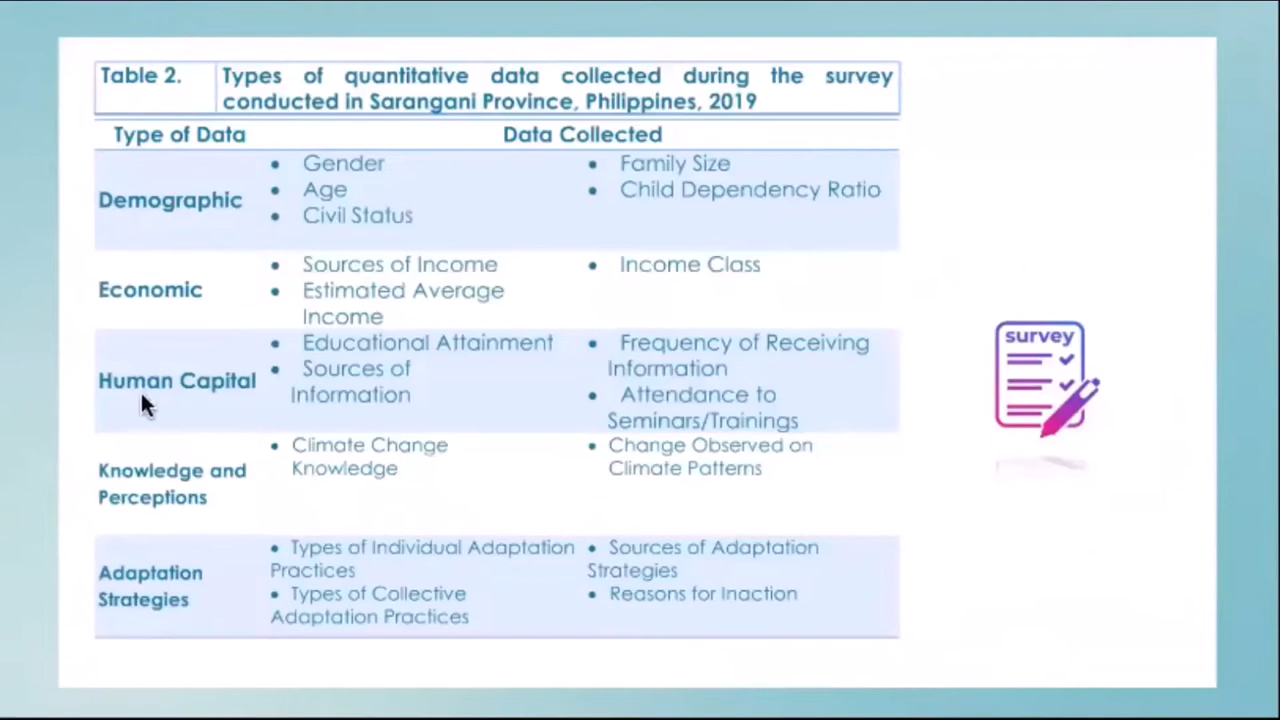 Table 2.
Types of quantitative data collected during the survey
conducted in Sarangani Province, Philippines, 2019
Type of Data
Data Collected
Demographic
• Gender
• Age
• Civil Status
• Family Size
• Child Dependency Ratio
Economic
• Sources of Income
• Estimated Average
Income
• Income Class
Human Capital
• Educational Attainment
• Sources of
Information
• Frequency of Receiving
Information
• Attendance to
Seminars/Trainings
Knowledge and
Perceptions
• Climate Change
Knowledge
• Change Observed on
Climate Patterns
Adaptation
Strategies
• Types of Individual Adaptation
Practices
• Types of Collective
Adaptation Practices
• Sources of Adaptation
Strategies
• Reasons for Inaction
survey